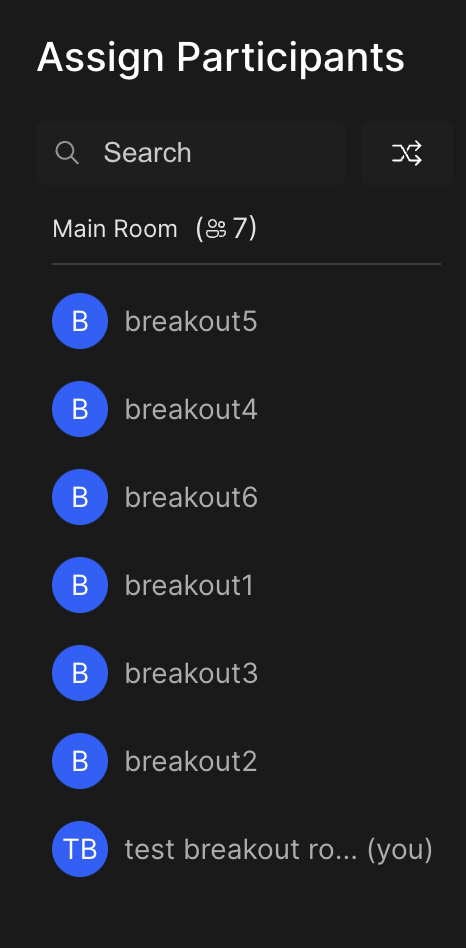 Assign Participants
Search
Main Room (7)
B breakout5
B breakout4
B breakout6
B breakout1
B breakout3
B breakout2
TB test breakout ro... (you)